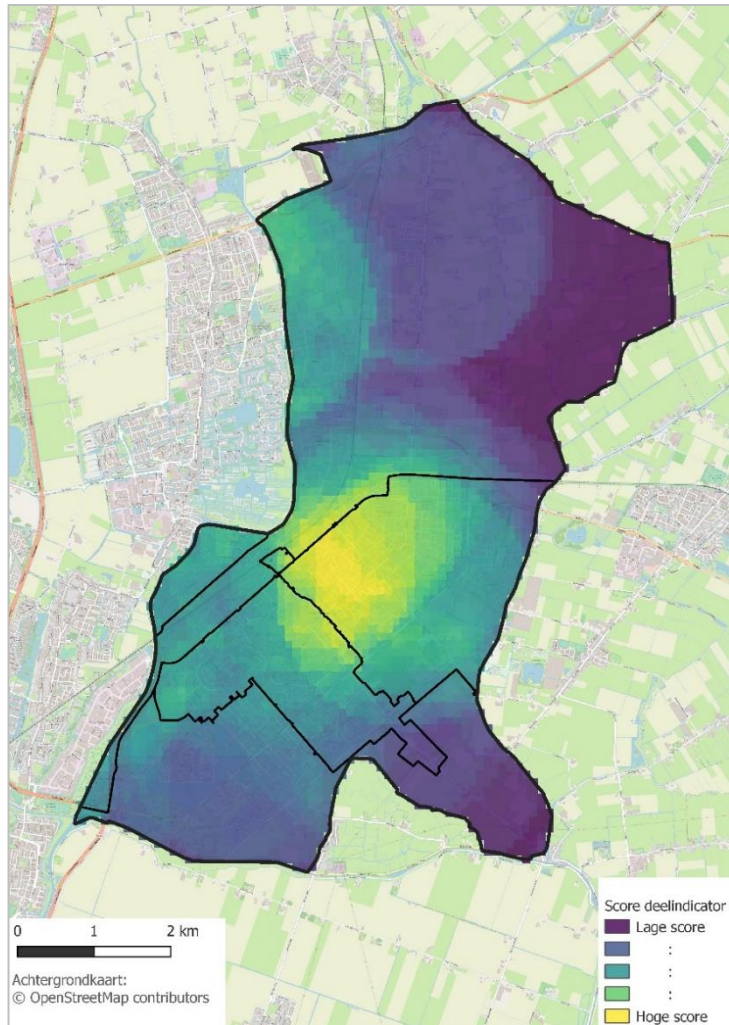 0 1 2 km
Achtergrondkaart:
© OpenStreetMap contributors
Score deelindicator
Lage score
:
:
:
Hoge score